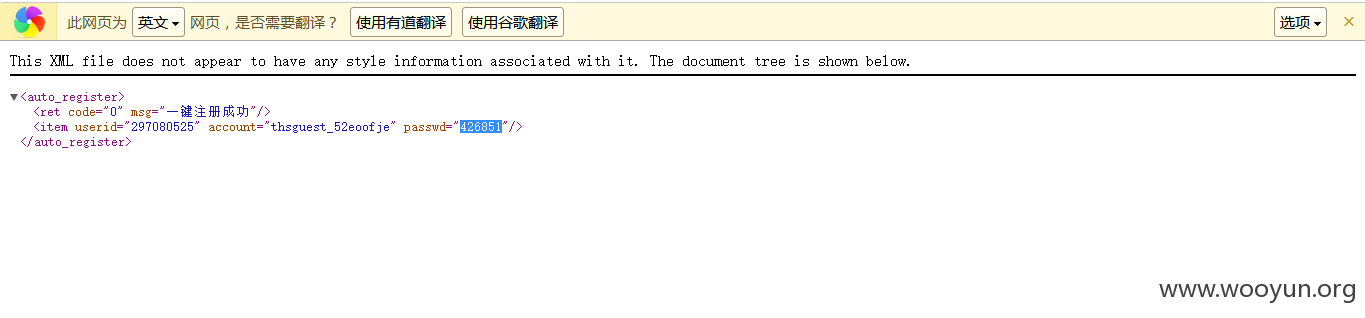 此网页为 英文 网页，是否需要翻译？ 使用有道翻译 使用谷歌翻译 选项 ×
This XML file does not appear to have any style information associated with it. The document tree is shown below.
▼<auto_register>
<ret code="0" msg="一键注册成功"/>
<item userid="297080525" account="thsguest_52eoofje" passwd="426851"/>
</auto_register>
www.wooyun.org